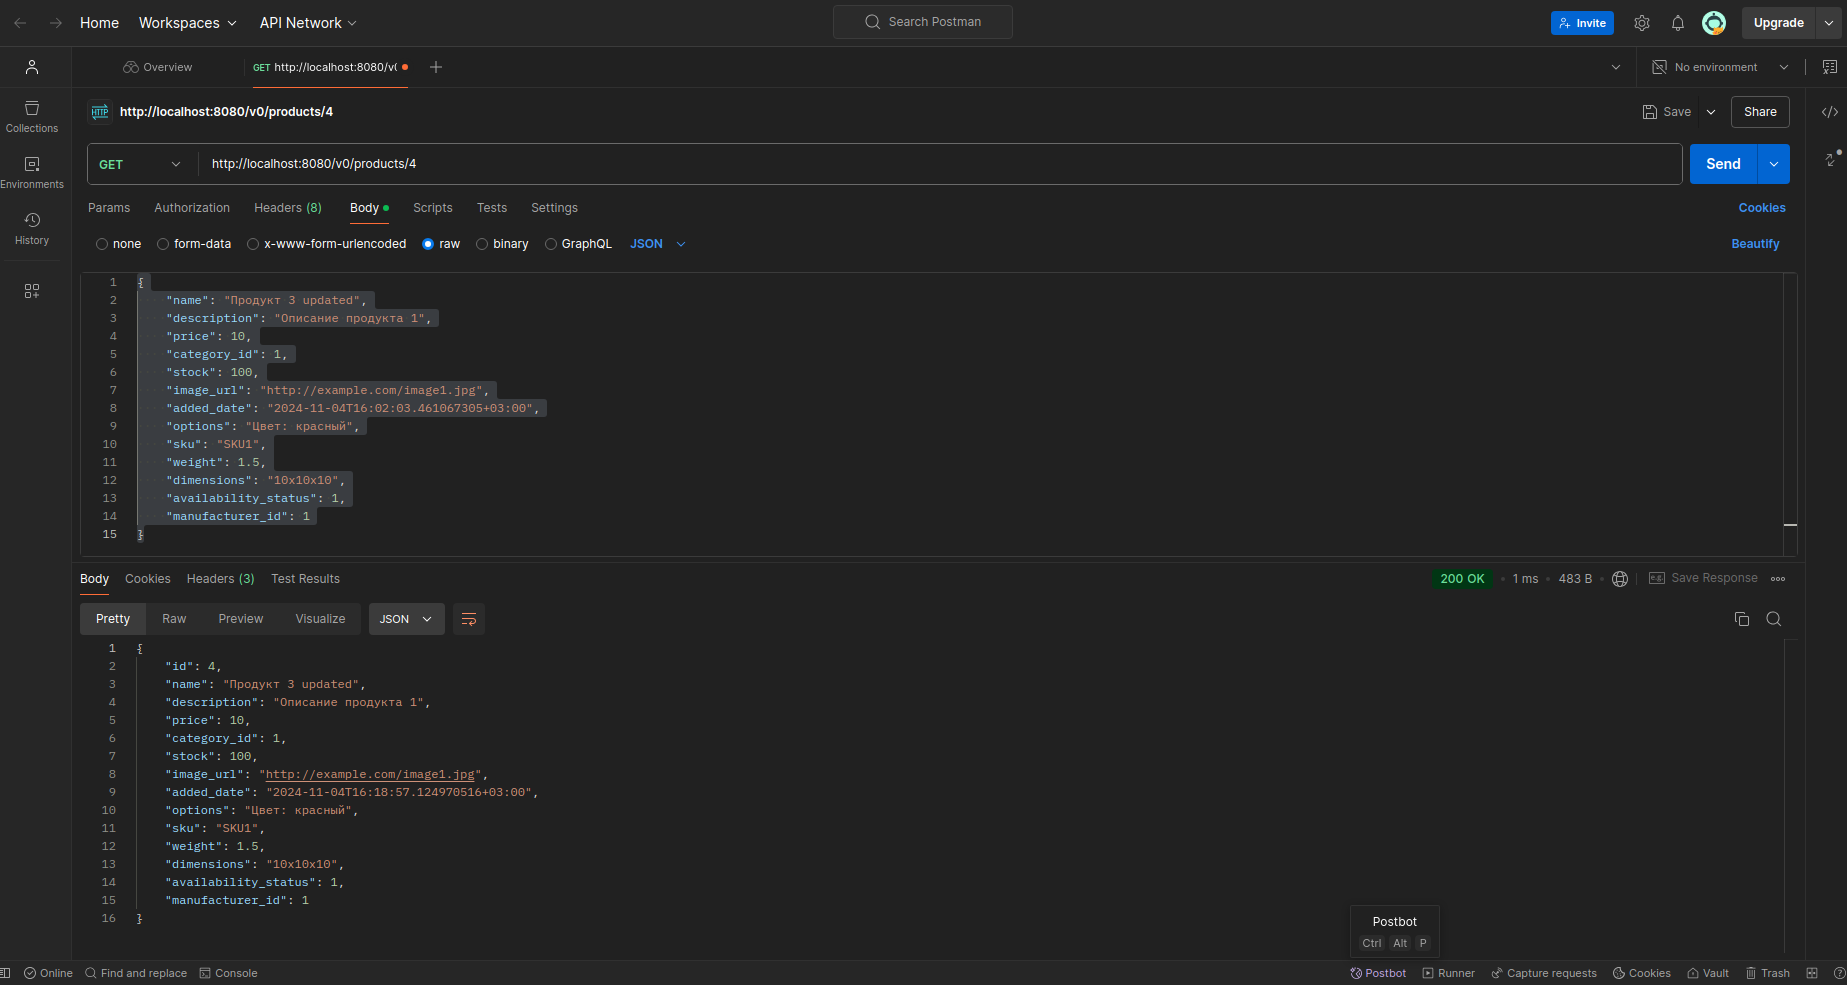 Home Workspaces API Network Search Postman Invite Upgrade
Overview GET http://localhost:8080/v0 No environment
HTTP http://localhost:8080/v0/products/4 Save Share
GET http://localhost:8080/v0/products/4 Send
Params Authorization Headers (8) Body Scripts Tests Settings Cookies
none form-data x-www-form-urlencoded raw binary GraphQL JSON Beautify
Collections
Environments
History
1 {
2 "name": "Продукт 3 updated",
3 "description": "Описание продукта 1",
4 "price": 10,
5 "category_id": 1,
6 "stock": 100,
7 "image_url": "http://example.com/image1.jpg",
8 "added_date": "2024-11-04T16:02:03.461067305+03:00",
9 "options": "Цвет: красный",
10 "sku": "SKU1",
11 "weight": 1.5,
12 "dimensions": "10x10x10",
13 "availability_status": 1,
14 "manufacturer_id": 1
15 }
Body Cookies Headers (3) Test Results 200 OK • 1 ms • 483 B • e.g. Save Response
Pretty Raw Preview Visualize JSON
1 {
2 "id": 4,
3 "name": "Продукт 3 updated",
4 "description": "Описание продукта 1",
5 "price": 10,
6 "category_id": 1,
7 "stock": 100,
8 "image_url": "http://example.com/image1.jpg",
9 "added_date": "2024-11-04T16:18:57.124970516+03:00",
10 "options": "Цвет: красный",
11 "sku": "SKU1",
12 "weight": 1.5,
13 "dimensions": "10x10x10",
14 "availability_status": 1,
15 "manufacturer_id": 1
16 }
Postbot
Ctrl Alt P
Online Find and replace Console Postbot Runner Capture requests Cookies Vault Trash